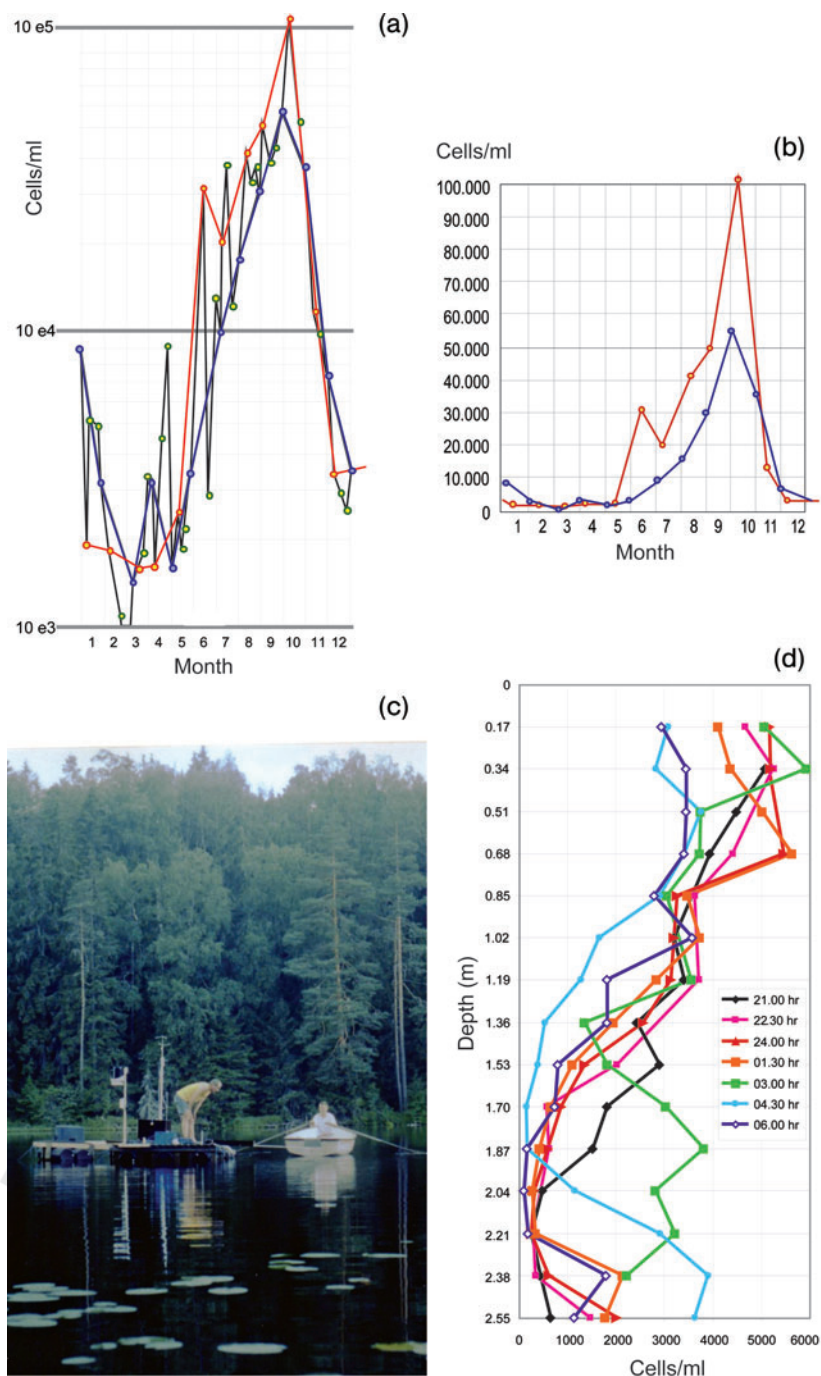 (a)
10 e5
Cells/ml
10 e4
10 e3
1 2 3 4 5 6 7 8 9 10 11 12
Month
(b)
Cells/ml
100.000
90.000
80.000
70.000
60.000
50.000
40.000
30.000
20.000
10.000
0
1 2 3 4 5 6 7 8 9 10 11 12
Month
(c)
(d)
0
0.17
0.34
0.51
0.68
0.85
1.02
1.19
1.36
1.53
1.70
1.87
2.04
2.21
2.38
2.55
Depth (m)
21.00 hr
22.30 hr
24.00 hr
01.30 hr
03.00 hr
04.30 hr
06.00 hr
0 1000 2000 3000 4000 5000 6000
Cells/ml